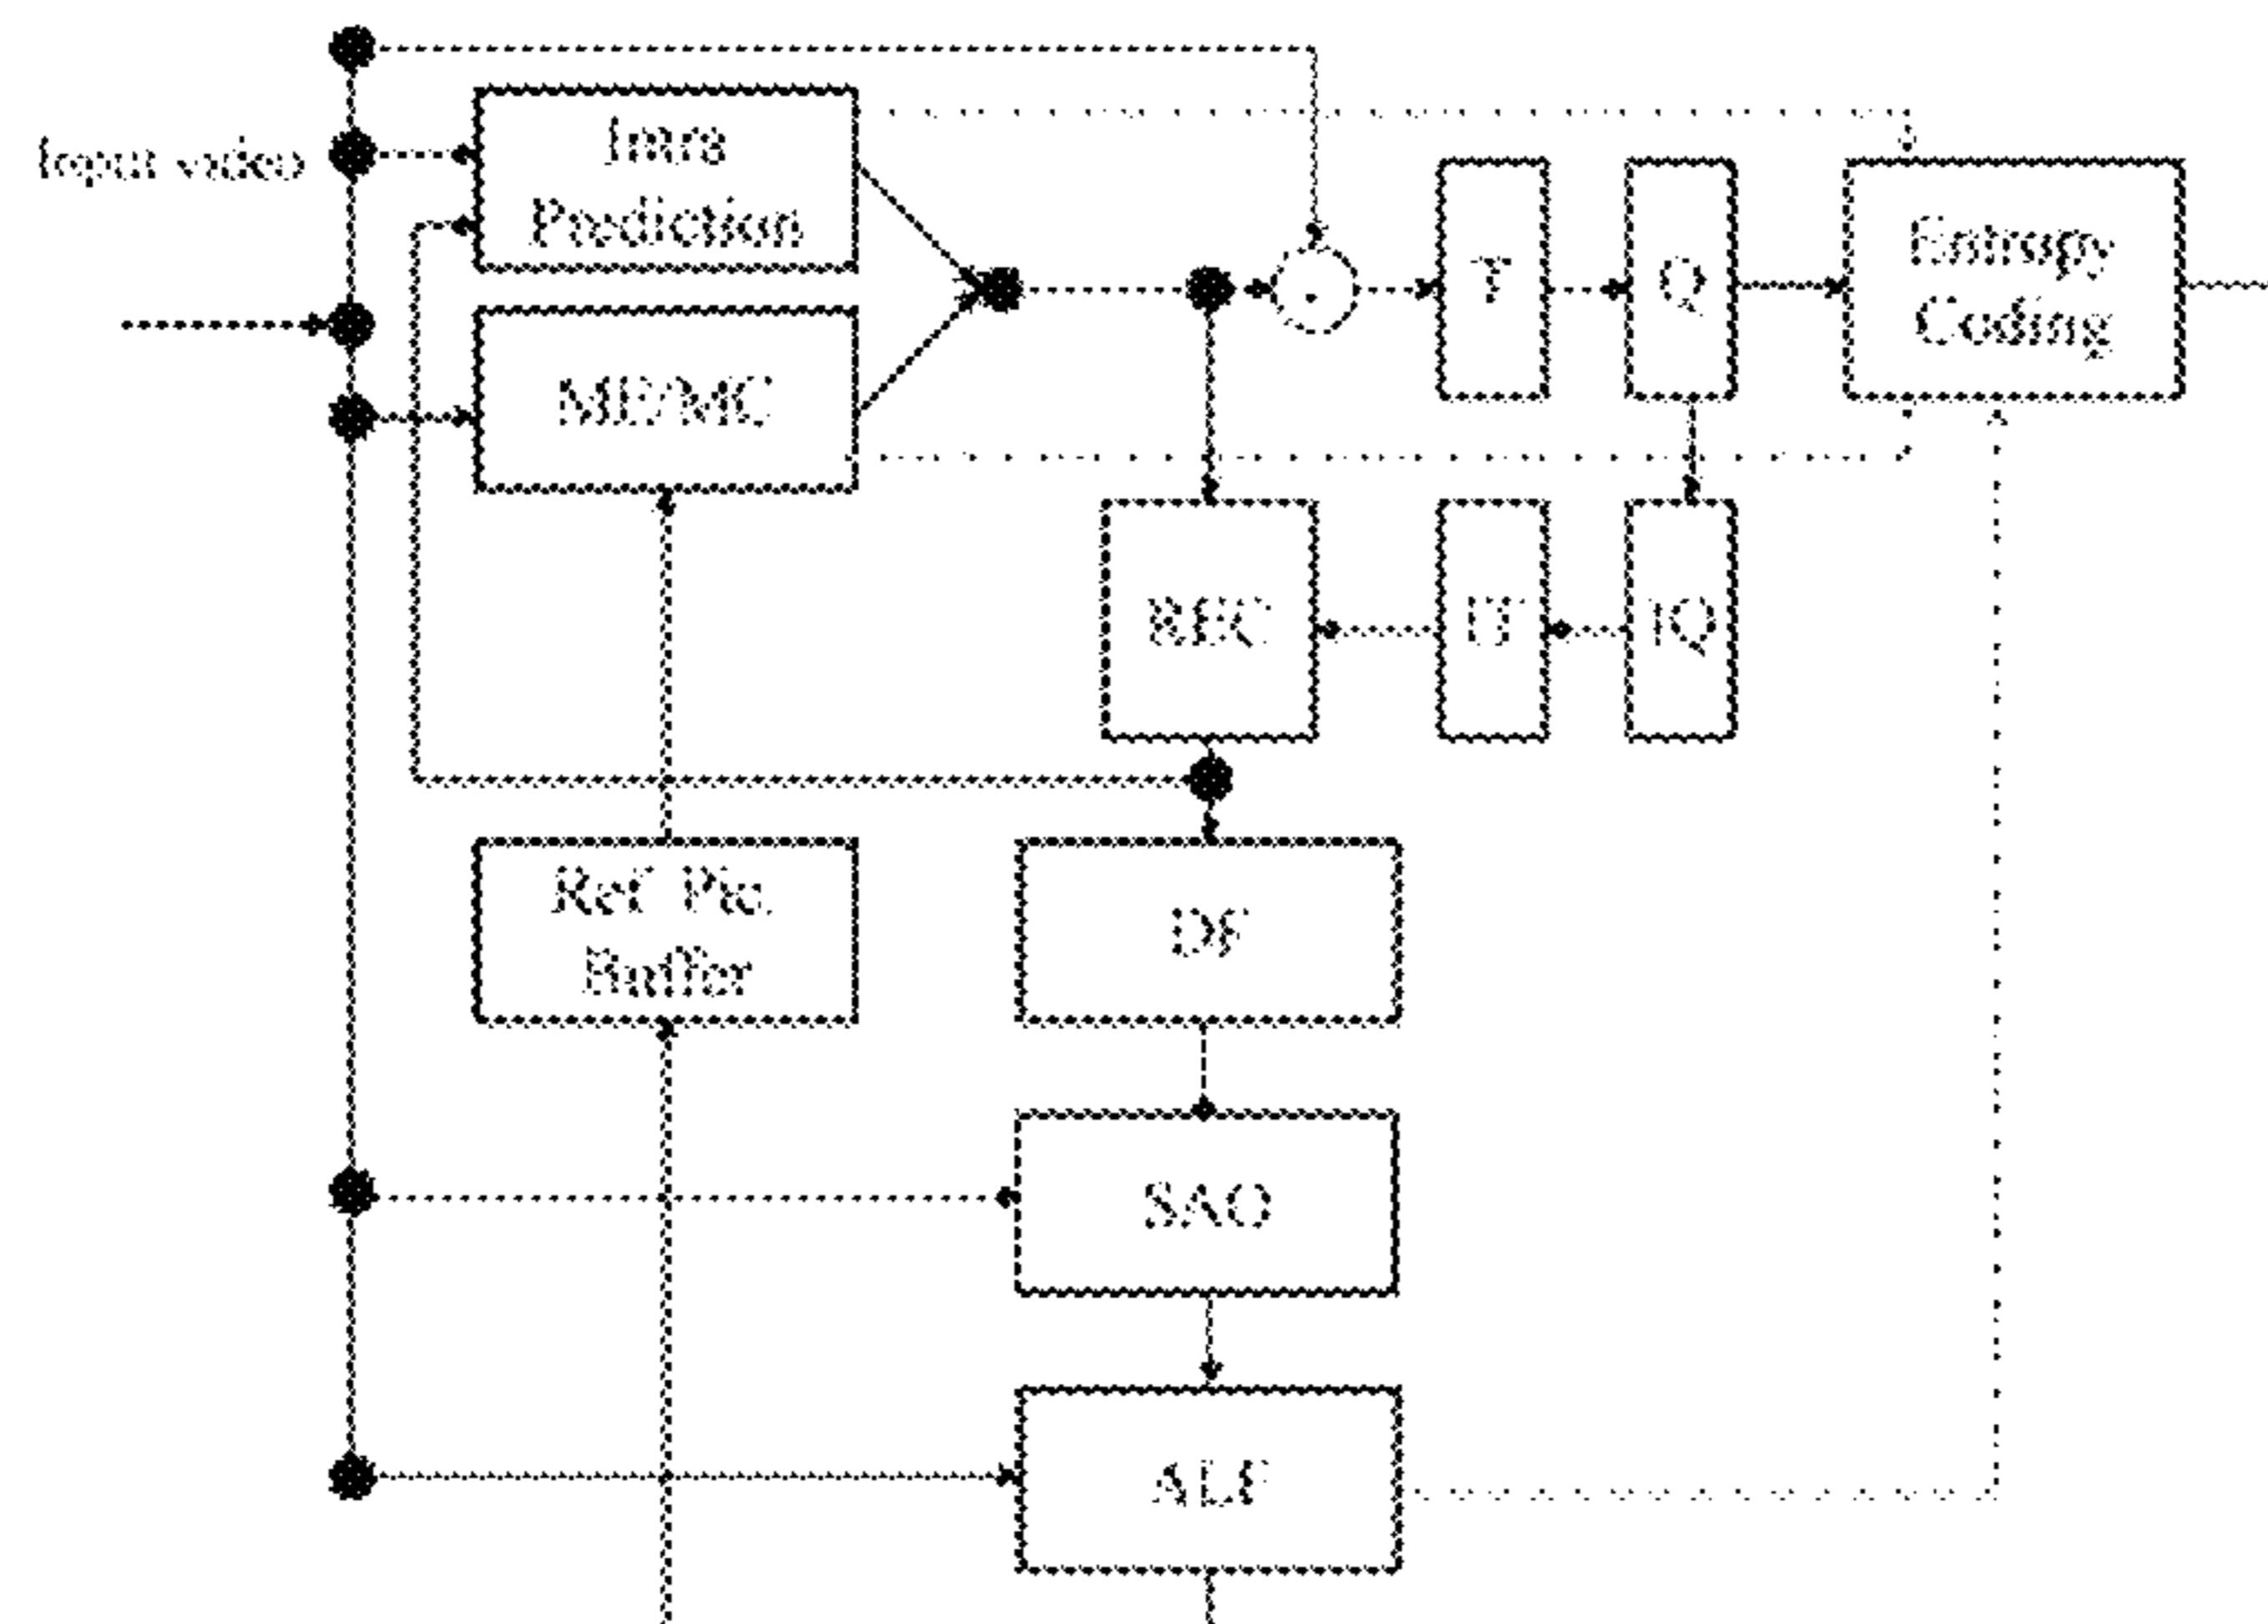 Input video
Intra
Prediction
ME/MC
T
Q
Entropy
Coding
REC
IT
IQ
Ref Pic.
Buffer
DF
SAO
ALF